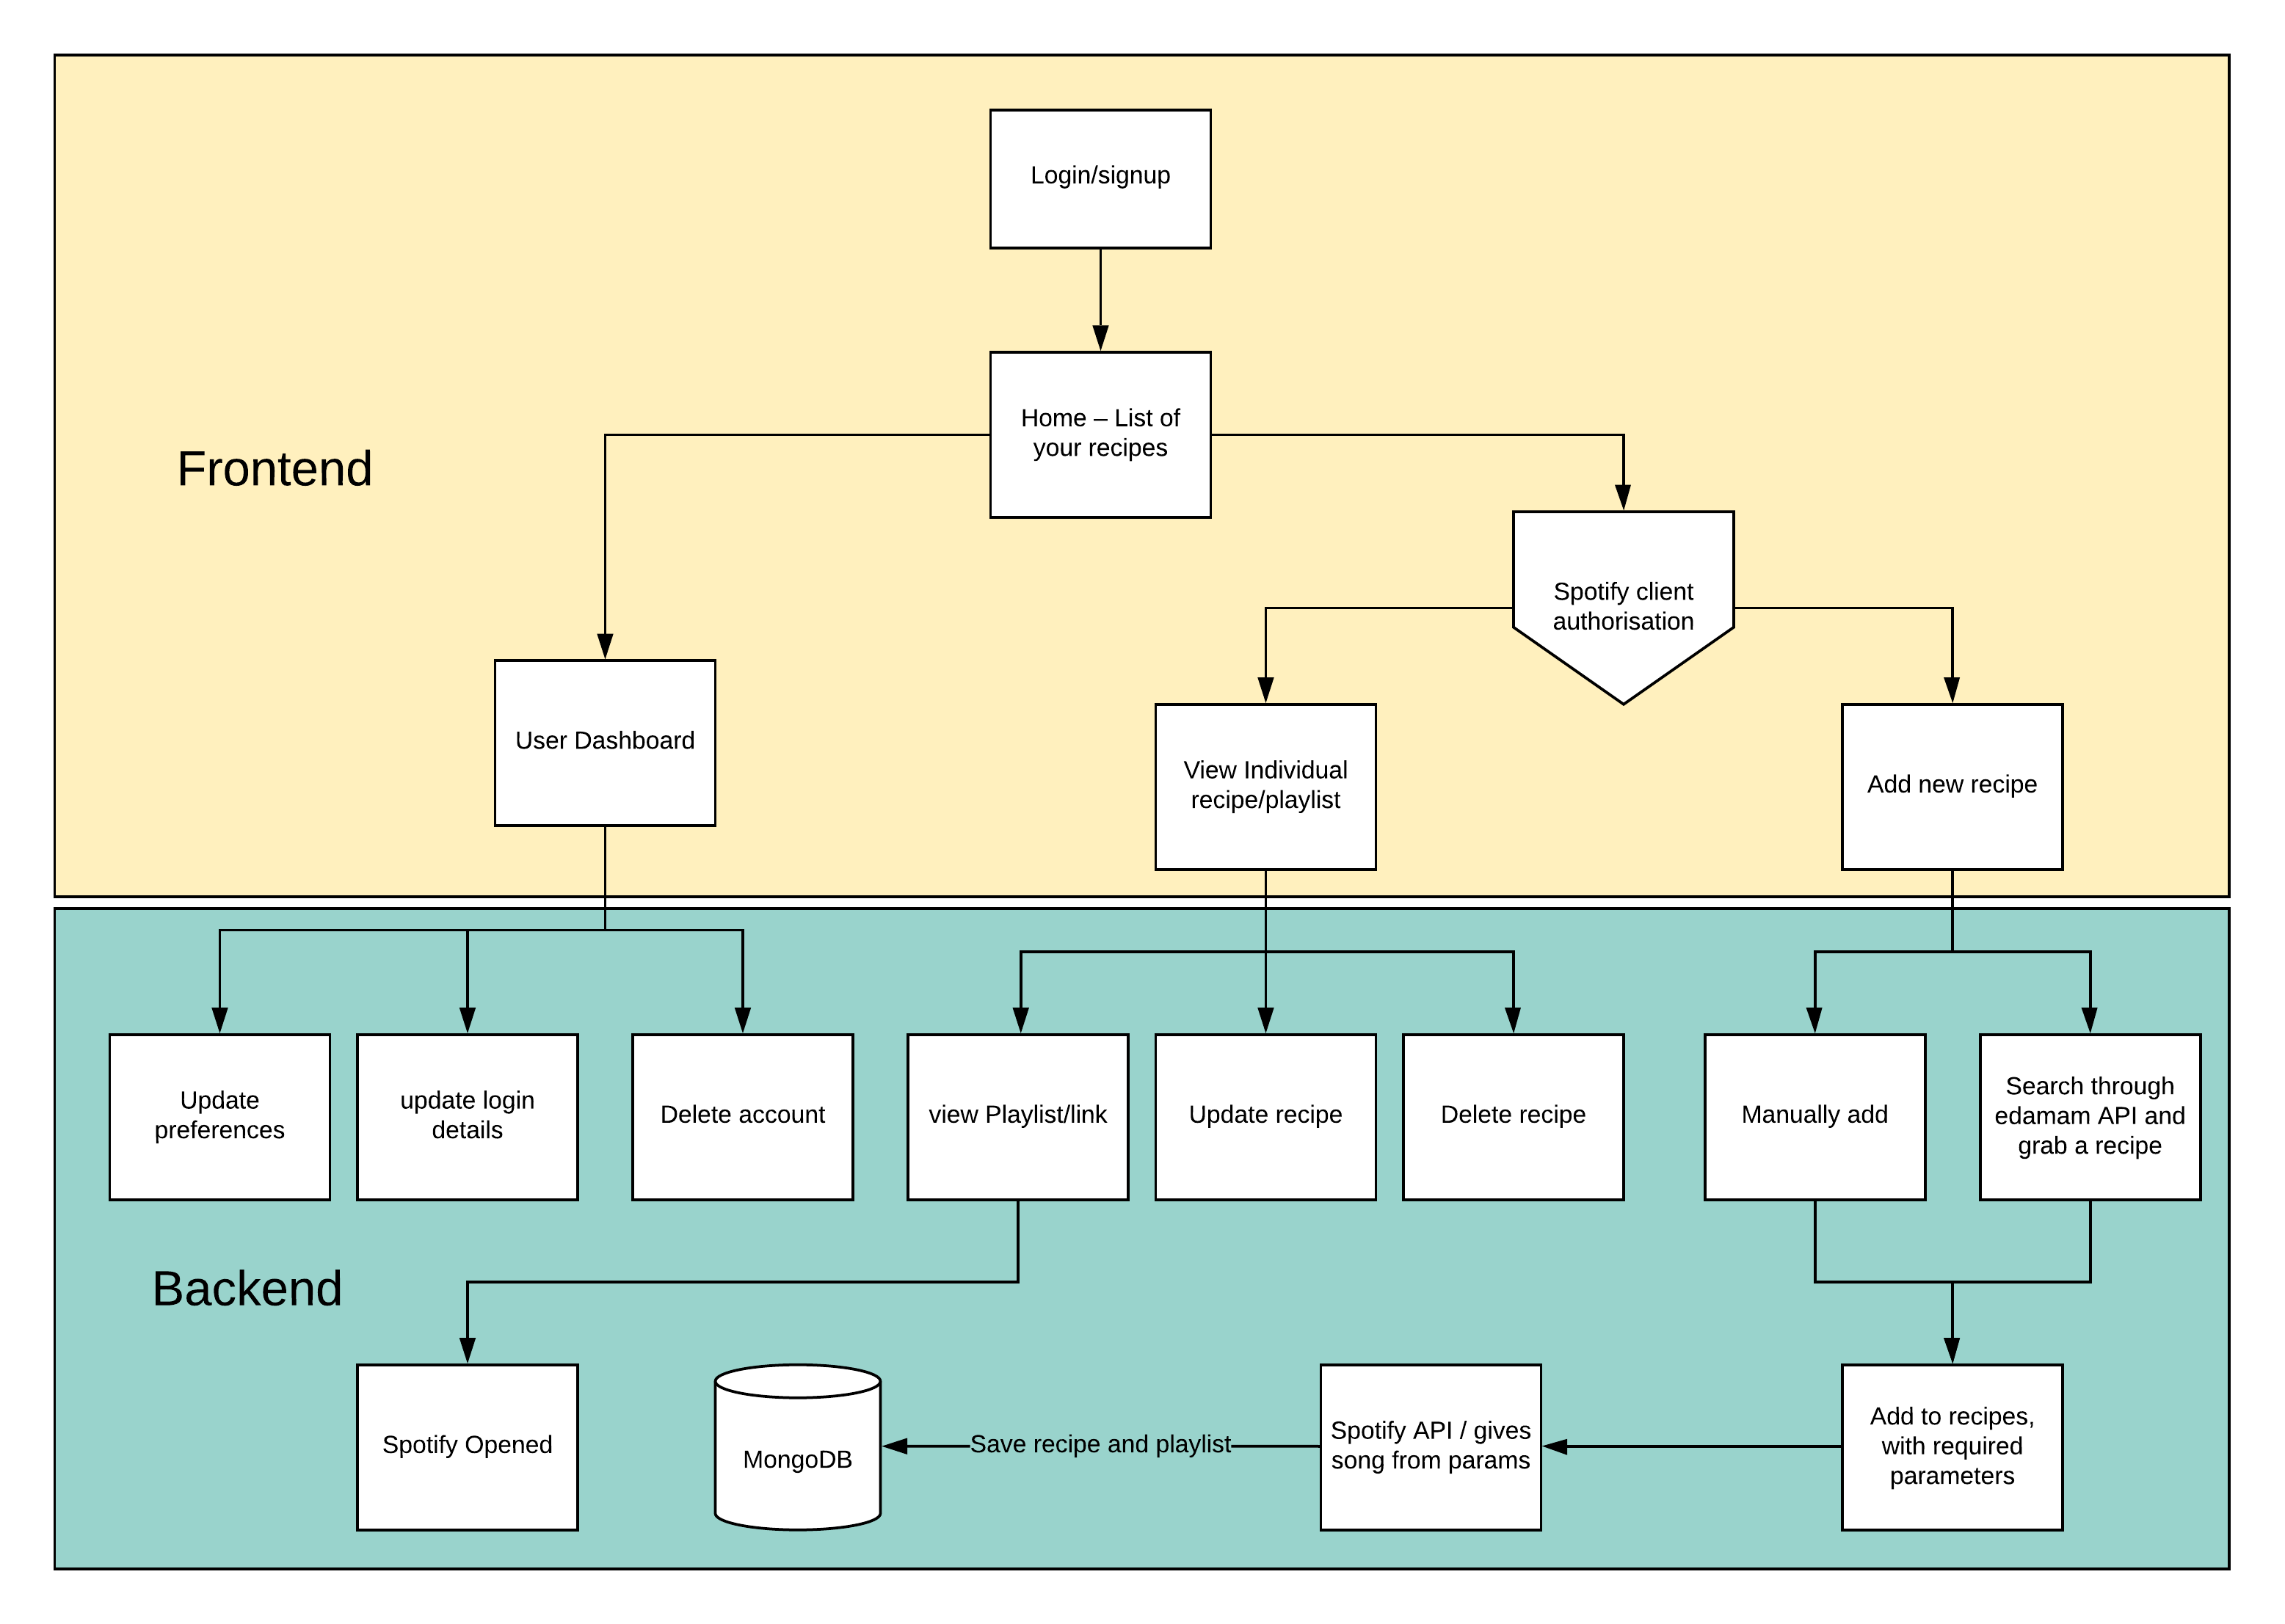 Login/signup
Home – List of
your recipes
Frontend
Spotify client
authorisation
User Dashboard
View Individual
recipe/playlist
Add new recipe
Update
preferences
update login
details
Delete account
view Playlist/link
Update recipe
Delete recipe
Manually add
Search through
edamam API and
grab a recipe
Backend
Spotify Opened
MongoDB
Save recipe and playlist
Spotify API / gives
song from params
Add to recipes,
with required
parameters